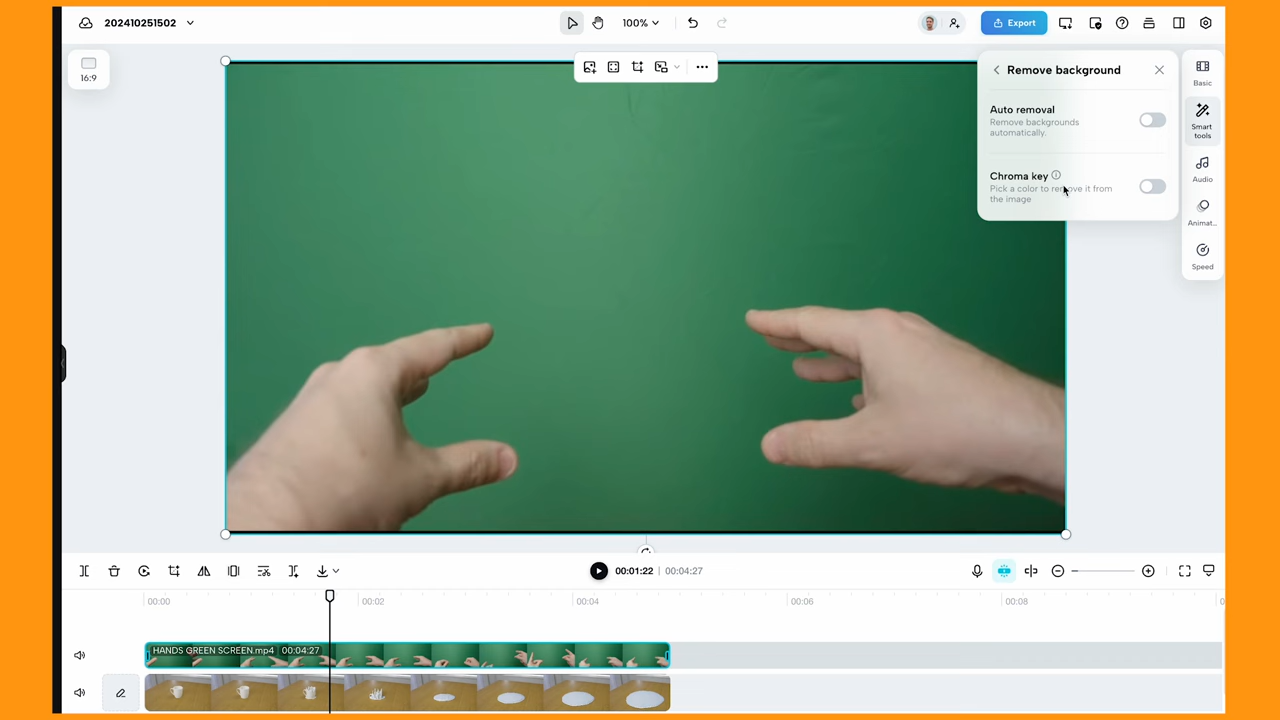 202410251502
100%
Export
16:9
Remove background
Auto removal
Remove backgrounds
automatically.
Chroma key
Pick a color to remove it from
the image
Basic
Smart
tools
Audio
Animat...
Speed
00:01:22 | 00:04:27
00:00
00:02
00:04
00:06
00:08
0
HANDS GREEN SCREEN.mp4 00:04:27